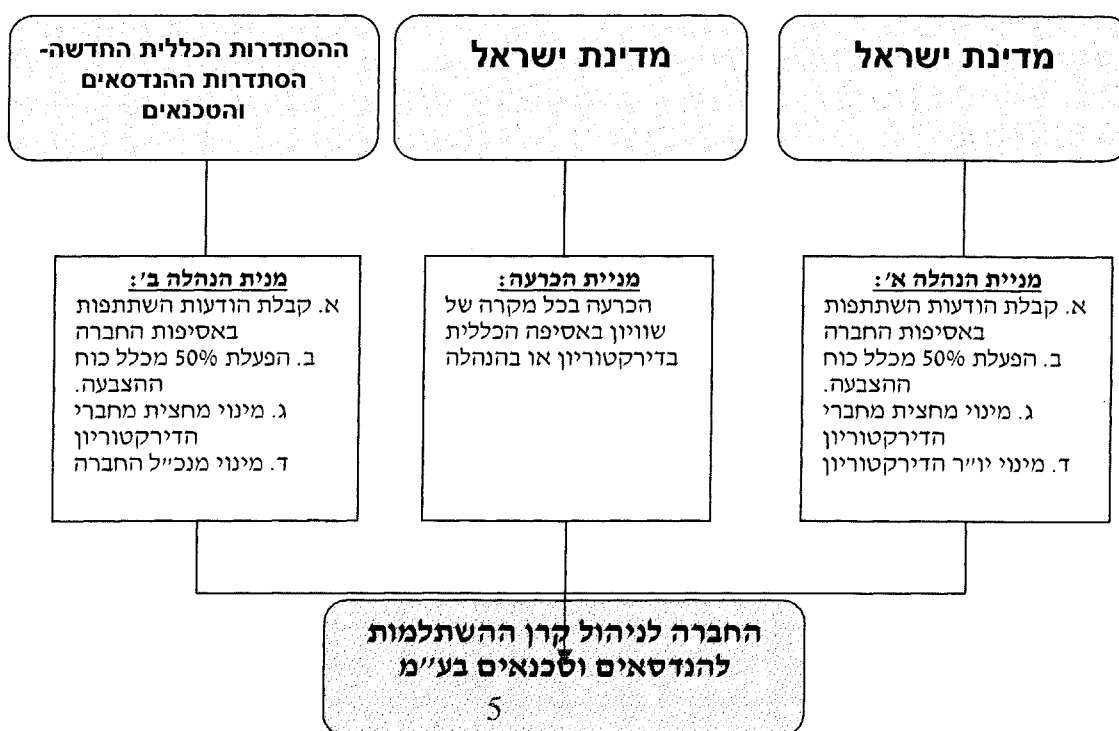 מדינת ישראל
מדינת ישראל
ההסתדרות הכללית החדשה-
הסתדרות ההנדסאים
והטכנאים
מניית הנהלה א':
א. קבלת הודעות השתתפות
באסיפות החברה
ב. הפעלת 50% מכלל כוח
ההצבעה.
ג. מינוי מחצית מחברי
הדירקטוריון
ד. מינוי יו"ר הדירקטוריון
מניית הכרעה:
הכרעה בכל מקרה של
שוויון באסיפה הכללית
בדירקטוריון או בהנהלה
מנית הנהלה ב':
א. קבלת הודעות השתתפות
באסיפות החברה
ב. הפעלת 50% מכלל כוח
ההצבעה.
ג. מינוי מחצית מחברי
הדירקטוריון
ד. מינוי מנכ"ל החברה
החברה לניהול קרן ההשתלמות
להנדסאים וטכנאים בע"מ
5